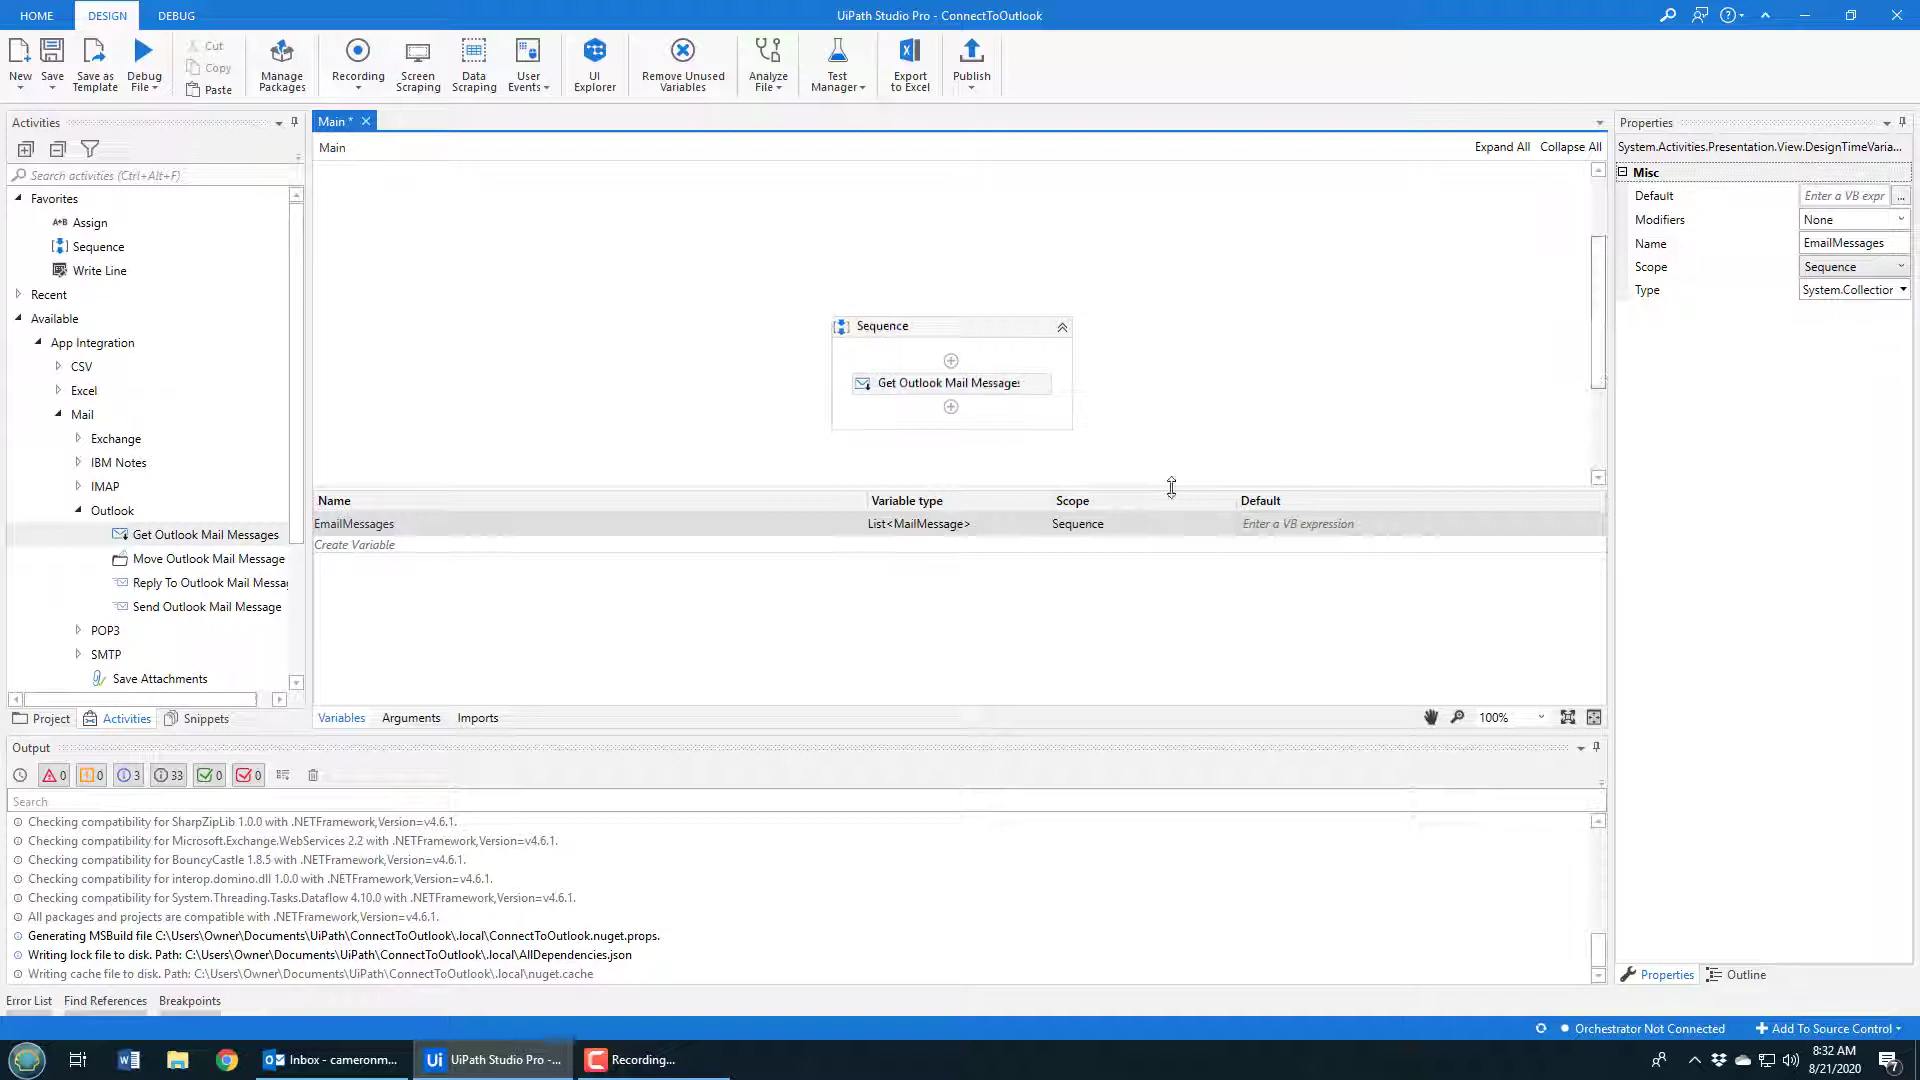 HOME DESIGN DEBUG
UiPath Studio Pro - ConnectToOutlook
New
Save
Save as Template
Debug File
Cut
Copy
Paste
Manage Packages
Recording
Screen Scraping
Data Scraping
User Events
UI Explorer
Remove Unused Variables
Analyze File
Test Manager
Export to Excel
Publish
Activities
Search activities (Ctrl+Alt+F)
Favorites
Assign
Sequence
Write Line
Recent
Available
App Integration
CSV
Excel
Mail
Exchange
IBM Notes
IMAP
Outlook
Get Outlook Mail Messages
Move Outlook Mail Message
Reply To Outlook Mail Messa
Send Outlook Mail Message
POP3
SMTP
Save Attachments
Project Activities Snippets
Main *
Main
Expand All Collapse All
Sequence
Get Outlook Mail Message
Name Variable type Scope Default
EmailMessages List<MailMessage> Sequence Enter a VB expression
Create Variable
Variables Arguments Imports
100%
Properties
System.Activities.Presentation.View.DesignTimeVaria...
Misc
Default Enter a VB expr ...
Modifiers None
Name EmailMessages
Scope Sequence
Type System.Collection
Properties Outline
Output
0 0 3 33 0 0
Search
Checking compatibility for SharpZipLib 1.0.0 with .NETFramework,Version=v4.6.1.
Checking compatibility for Microsoft.Exchange.WebServices 2.2 with .NETFramework,Version=v4.6.1.
Checking compatibility for BouncyCastle 1.8.5 with .NETFramework,Version=v4.6.1.
Checking compatibility for interop.domino.dll 1.0.0 with .NETFramework,Version=v4.6.1.
Checking compatibility for System.Threading.Tasks.Dataflow 4.10.0 with .NETFramework,Version=v4.6.1.
All packages and projects are compatible with .NETFramework,Version=v4.6.1.
Generating MSBuild file C:\Users\Owner\Documents\UiPath\ConnectToOutlook\.local\ConnectToOutlook.nuget.props.
Writing lock file to disk. Path: C:\Users\Owner\Documents\UiPath\ConnectToOutlook\.local\AllDependencies.json
Writing cache file to disk. Path: C:\Users\Owner\Documents\UiPath\ConnectToOutlook\.local\nuget.cache
Error List Find References Breakpoints
Orchestrator Not Connected Add To Source Control
Inbox - cameronm...
Ui UiPath Studio Pro -...
Recording...
8:32 AM
8/21/2020
7